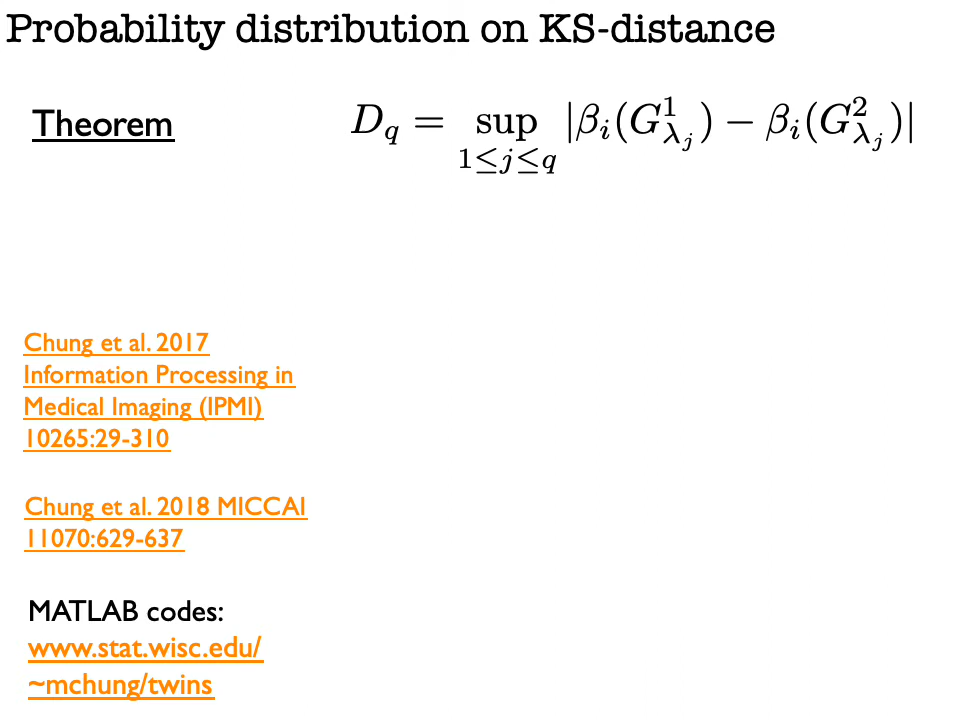 Probability distribution on KS-distance
Theorem
D_q = sup_{1≤j≤q} |β_i(G^1_{λ_j}) − β_i(G^2_{λ_j})|
Chung et al. 2017
Information Processing in
Medical Imaging (IPMI)
10265:29-310
Chung et al. 2018 MICCAI
11070:629-637
MATLAB codes:
www.stat.wisc.edu/
~mchung/twins